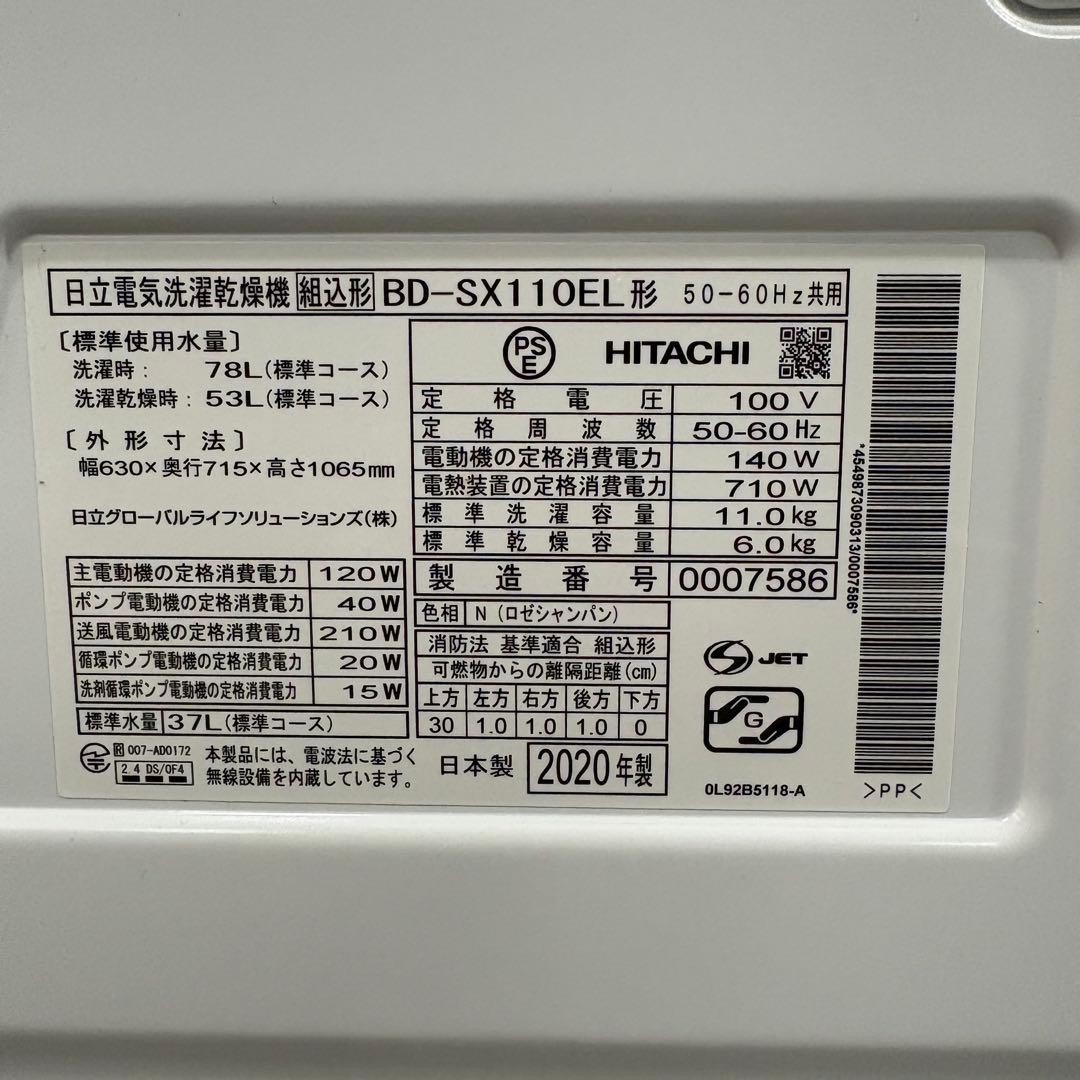 日立電気洗濯乾燥機 組込形 BD-SX110EL形 50-60Hz共用
〔標準使用水量〕
洗濯時: 78L(標準コース)
洗濯乾燥時: 53L(標準コース)
〔外形寸法〕
幅630×奥行715×高さ1065mm
日立グローバルライフソリューションズ(株)
主電動機の定格消費電力 120W
ポンプ電動機の定格消費電力 40W
送風電動機の定格消費電力 210W
循環ポンプ電動機の定格消費電力 20W
洗剤循環ポンプ電動機の定格消費電力 15W
標準水量 37L(標準コース)
R 007-AD0172
2.4 DS/OF4
本製品には、電波法に基づく
無線設備を内蔵しています。
PSE HITACHI
定格電圧 100V
定格周波数 50-60Hz
電動機の定格消費電力 140W
電熱装置の定格消費電力 710W
標準洗濯容量 11.0kg
標準乾燥容量 6.0kg
製造番号 0007586
色相 N(ロゼシャンパン)
消防法 基準適合 組込形
可燃物からの離隔距離(cm)
上方 左方 右方 後方 下方
30 1.0 1.0 1.0 0
日本製 2020年製
S JET
G
0L92B5118-A
*4549873090313/0007586*
>PP<